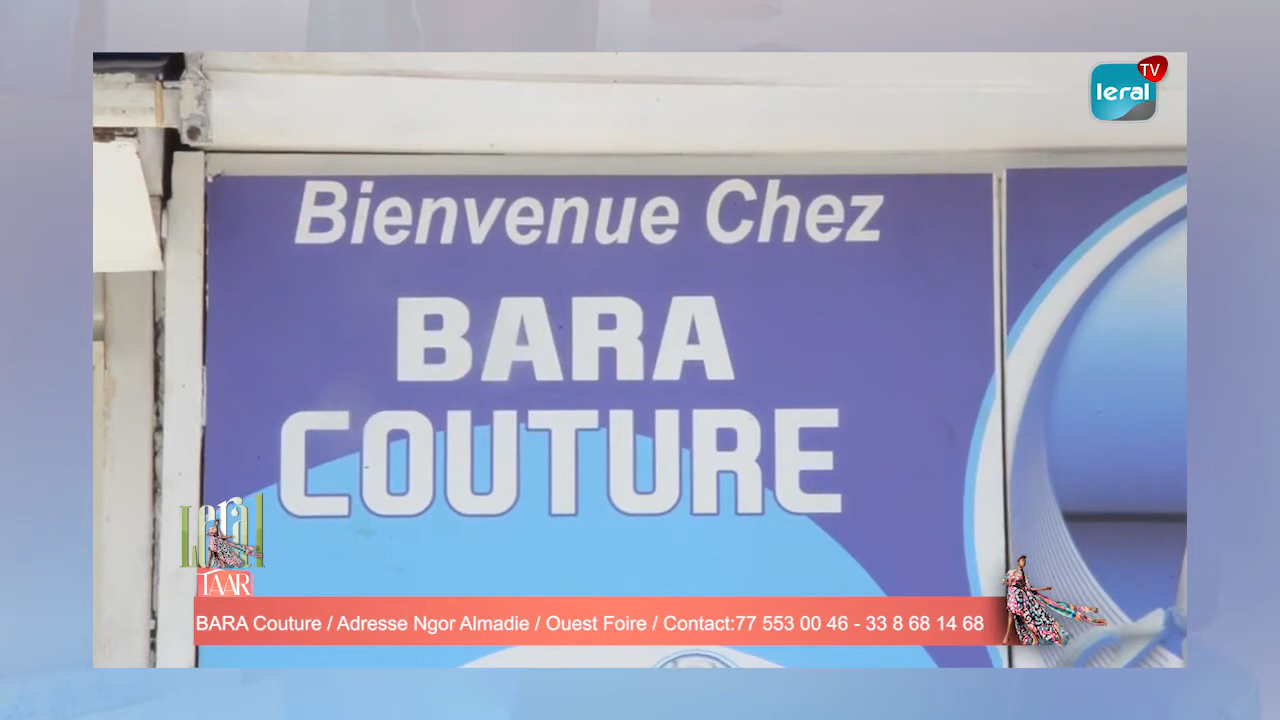 TV
leral
Bienvenue Chez
BARA
COUTURE
Leral
TAAR
BARA Couture / Adresse Ngor Almadie / Ouest Foire / Contact:77 553 00 46 - 33 8 68 14 68